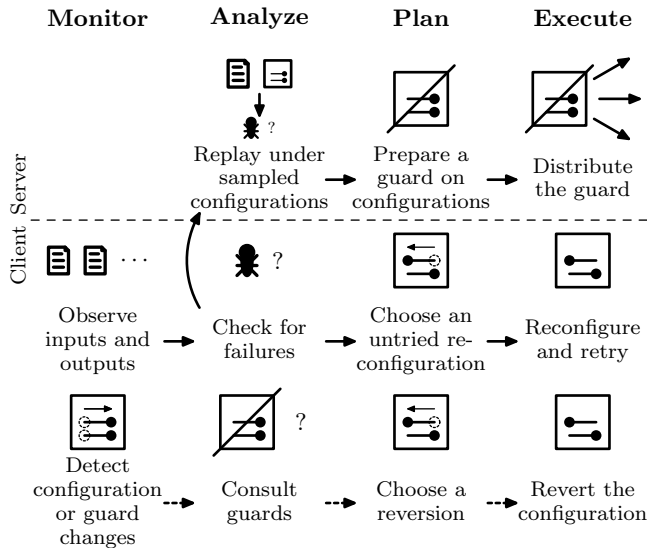 Monitor Analyze Plan Execute
?
Replay under
sampled
configurations
Prepare a
guard on
configurations
Distribute
the guard
Server
Client
...
?
Observe
inputs and
outputs
Check for
failures
Choose an
untried re-
configuration
Reconfigure
and retry
?
Detect
configuration
or guard
changes
Consult
guards
Choose a
reversion
Revert the
configuration